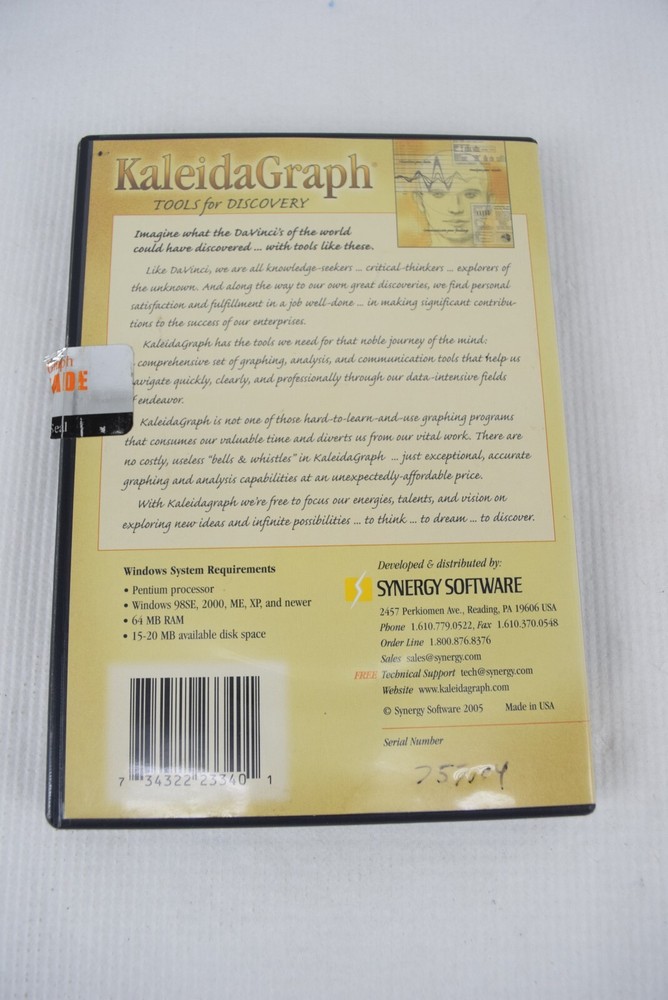 KaleidaGraph®
TOOLS for DISCOVERY
Imagine what the DaVinci's of the world
could have discovered ... with tools like these.
Like DaVinci, we are all knowledge-seekers ... critical-thinkers ... explorers of
the unknown. And along the way to our own great discoveries, we find personal
satisfaction and fulfillment in a job well-done ... in making significant contribu-
tions to the success of our enterprises.
KaleidaGraph has the tools we need for that noble journey of the mind:
comprehensive set of graphing, analysis, and communication tools that help us
avigate quickly, clearly, and professionally through our data-intensive fields
f endeavor.
KaleidaGraph is not one of those hard-to-learn-and-use graphing programs
that consumes our valuable time and diverts us from our vital work. There are
no costly, useless "bells & whistles" in KaleidaGraph ... just exceptional, accurate
graphing and analysis capabilities at an unexpectedly-affordable price.
With Kaleidagraph we're free to focus our energies, talents, and vision on
exploring new ideas and infinite possibilities ... to think ... to dream ... to discover.
raph
ADE
Seal
Windows System Requirements
• Pentium processor
• Windows 98SE, 2000, ME, XP, and newer
• 64 MB RAM
• 15-20 MB available disk space
7 34322 23340 1
Developed & distributed by:
SYNERGY SOFTWARE
2457 Perkiomen Ave., Reading, PA 19606 USA
Phone 1.610.779.0522, Fax 1.610.370.0548
Order Line 1.800.876.8376
Sales sales@synergy.com
FREE Technical Support tech@synergy.com
Website www.kaleidagraph.com
© Synergy Software 2005 Made in USA
Serial Number